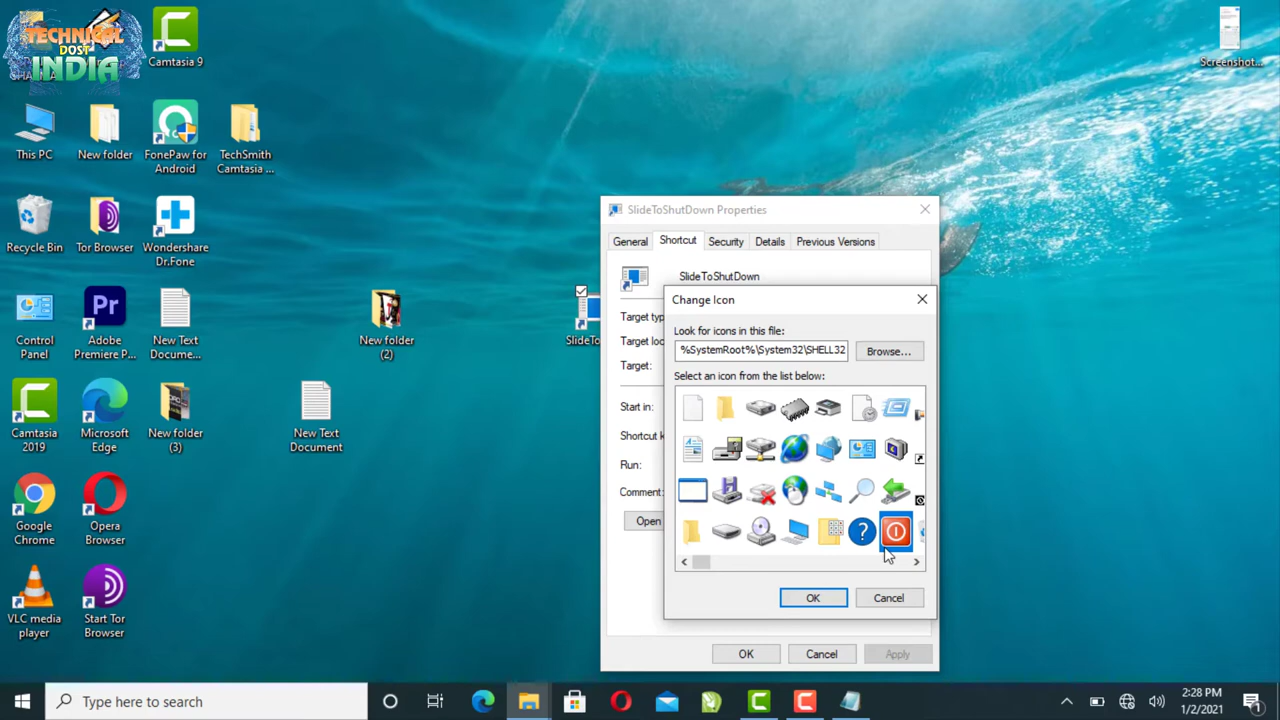 TECHNICAL
DOST
INDIA
Camtasia 9
Screenshot...
This PC
New folder
FonePaw for
Android
TechSmith
Camtasia ...
Recycle Bin
Tor Browser
Wondershare
Dr.Fone
Control
Panel
Adobe
Premiere P...
New Text
Docume...
New folder
(2)
SlideTo
Camtasia
2019
Microsoft
Edge
New folder
(3)
New Text
Document
Google
Chrome
Opera
Browser
VLC media
player
Start Tor
Browser
SlideToShutDown Properties
General
Shortcut
Security
Details
Previous Versions
SlideToShutDown
Target typ
Target loc
Target:
Start in:
Shortcut k
Run:
Comment:
Open
Change Icon
Look for icons in this file:
%SystemRoot%\System32\SHELL32
Browse...
Select an icon from the list below:
OK
Cancel
OK
Cancel
Apply
Type here to search
2:28 PM
1/2/2021
1